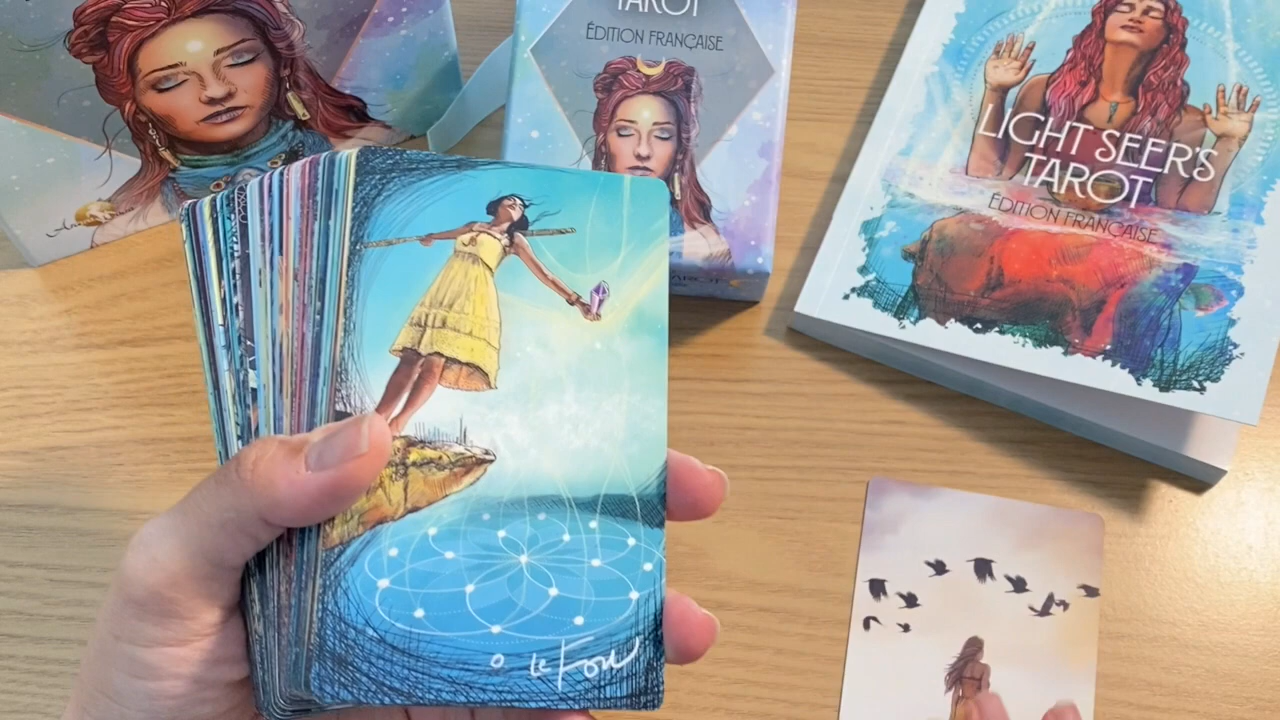 TAROT
ÉDITION FRANÇAISE
LIGHT SEER'S
TAROT
ÉDITION FRANÇAISE
0. Le Fou